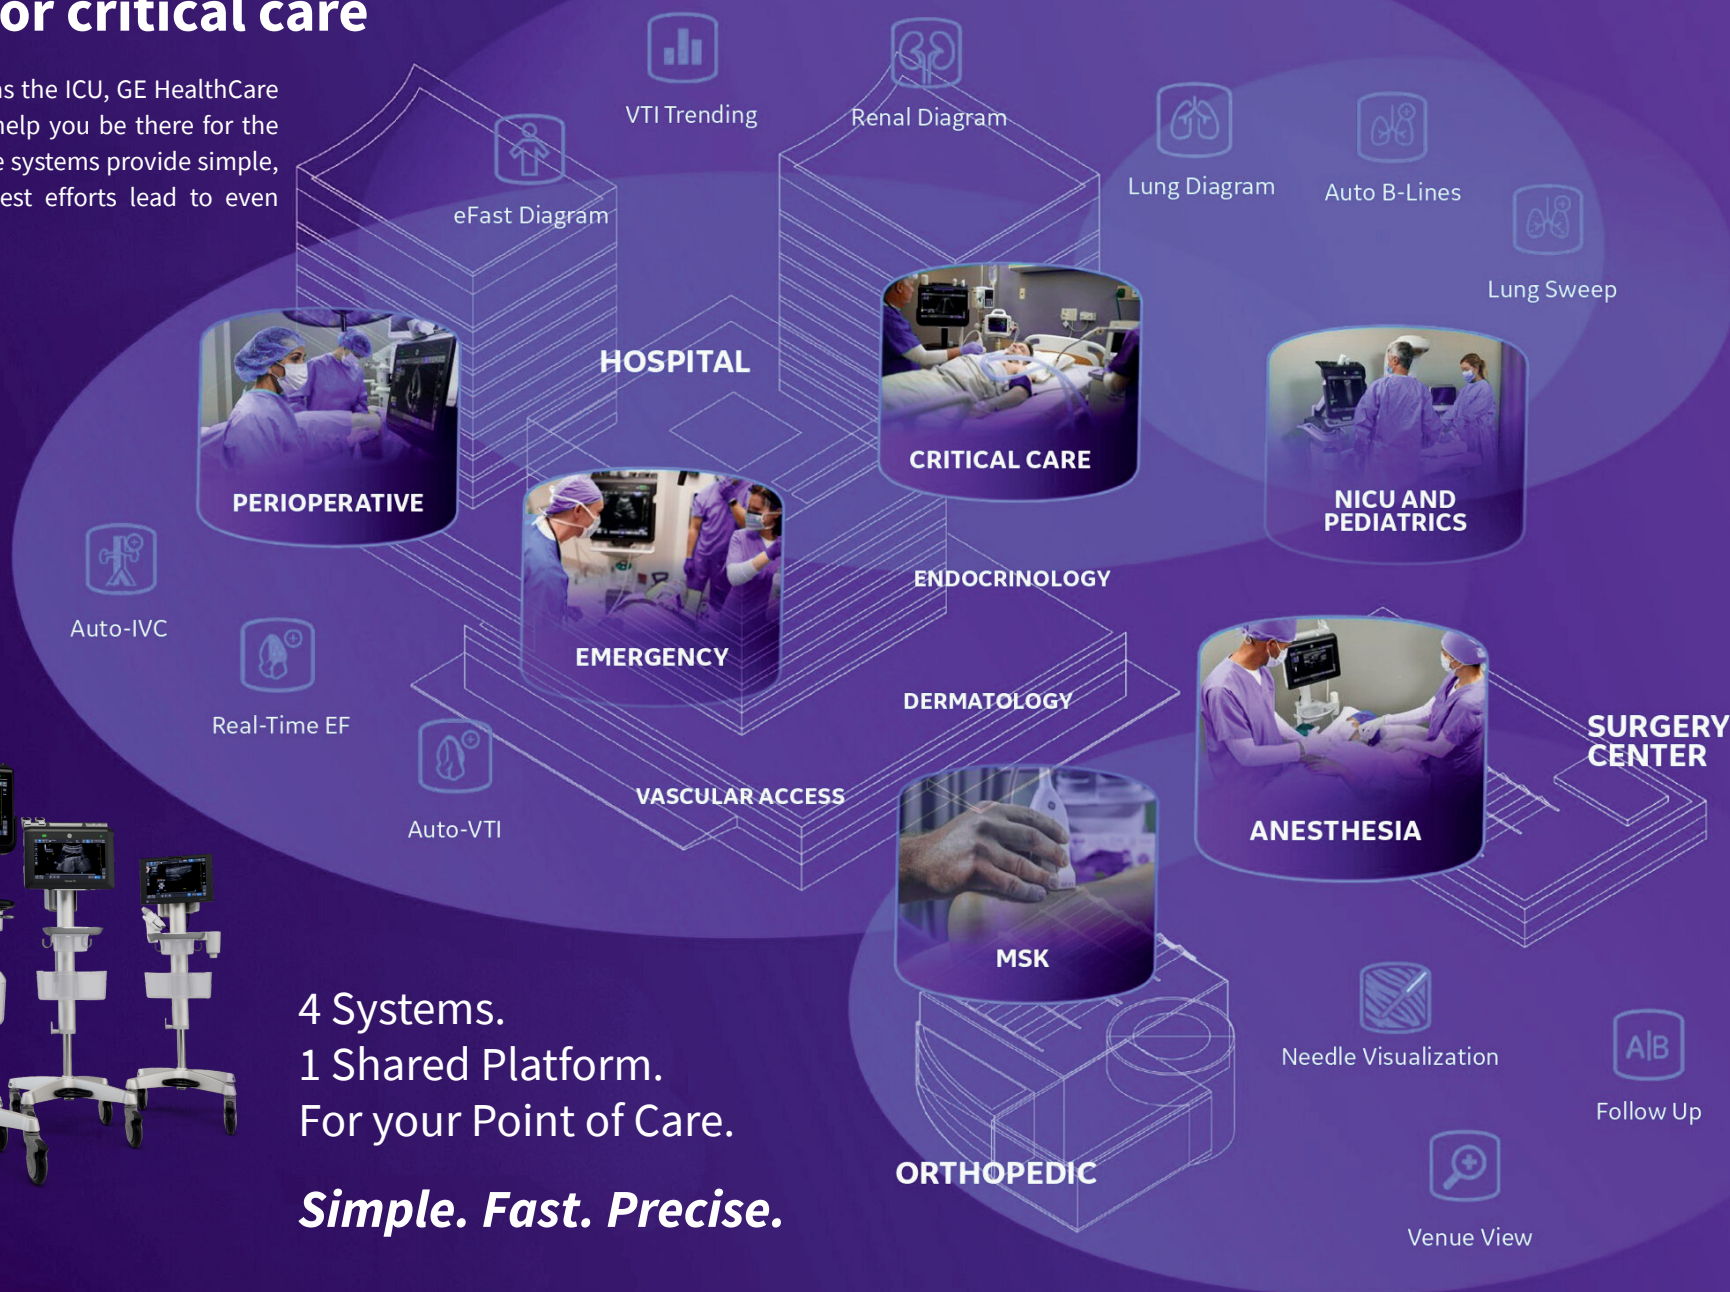 or critical care
as the ICU, GE HealthCare
help you be there for the
e systems provide simple,
est efforts lead to even
VTI Trending
Renal Diagram
eFast Diagram
Lung Diagram
Auto B-Lines
Lung Sweep
HOSPITAL
CRITICAL CARE
PERIOPERATIVE
NICU AND
PEDIATRICS
ENDOCRINOLOGY
Auto-IVC
EMERGENCY
Real-Time EF
DERMATOLOGY
SURGERY
CENTER
VASCULAR ACCESS
Auto-VTI
ANESTHESIA
MSK
4 Systems.
1 Shared Platform.
For your Point of Care.
Simple. Fast. Precise.
Needle Visualization
A|B
Follow Up
ORTHOPEDIC
Venue View